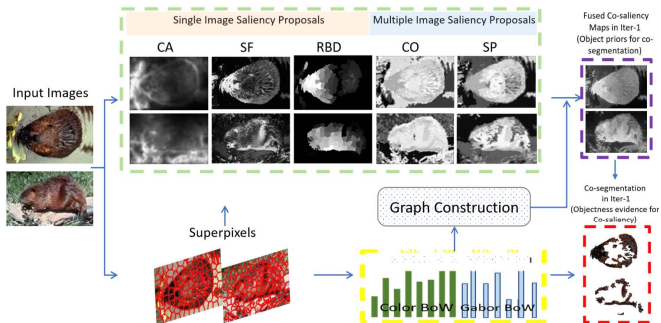 Single Image Saliency Proposals
Multiple Image Saliency Proposals
CA
SF
RBD
CO
SP
Fused Co-saliency
Maps in Iter-1
(Object priors for co-
segmentation)
Input Images
Co-segmentation
in Iter-1
(Objectness evidence for
Co-saliency)
Graph Construction
Superpixels
Color BoW
Gabor BoW